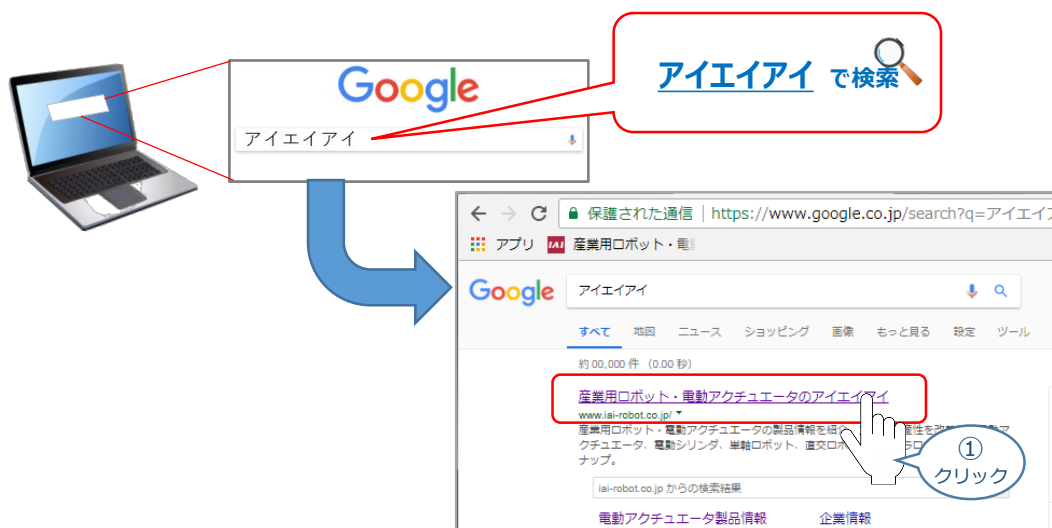 Google
アイエイアイ で検索
アイエイアイ
保護された通信 | https://www.google.co.jp/search?q=アイエイア
アプリ IAI 産業用ロボット・電
Google アイエイアイ
すべて 地図 ニュース ショッピング 画像 もっと見る 設定 ツール
約 00,000 件 (0.00 秒)
産業用ロボット・電動アクチュエータのアイエイアイ
www.iai-robot.co.jp/
産業用ロボット・電動アクチュエータの製品情報を紹介
クチュエータ、電動シリンダ、単軸ロボット、直交ロボ
ナップ。
①
クリック
iai-robot.co.jp からの検索結果
電動アクチュエータ製品情報 企業情報